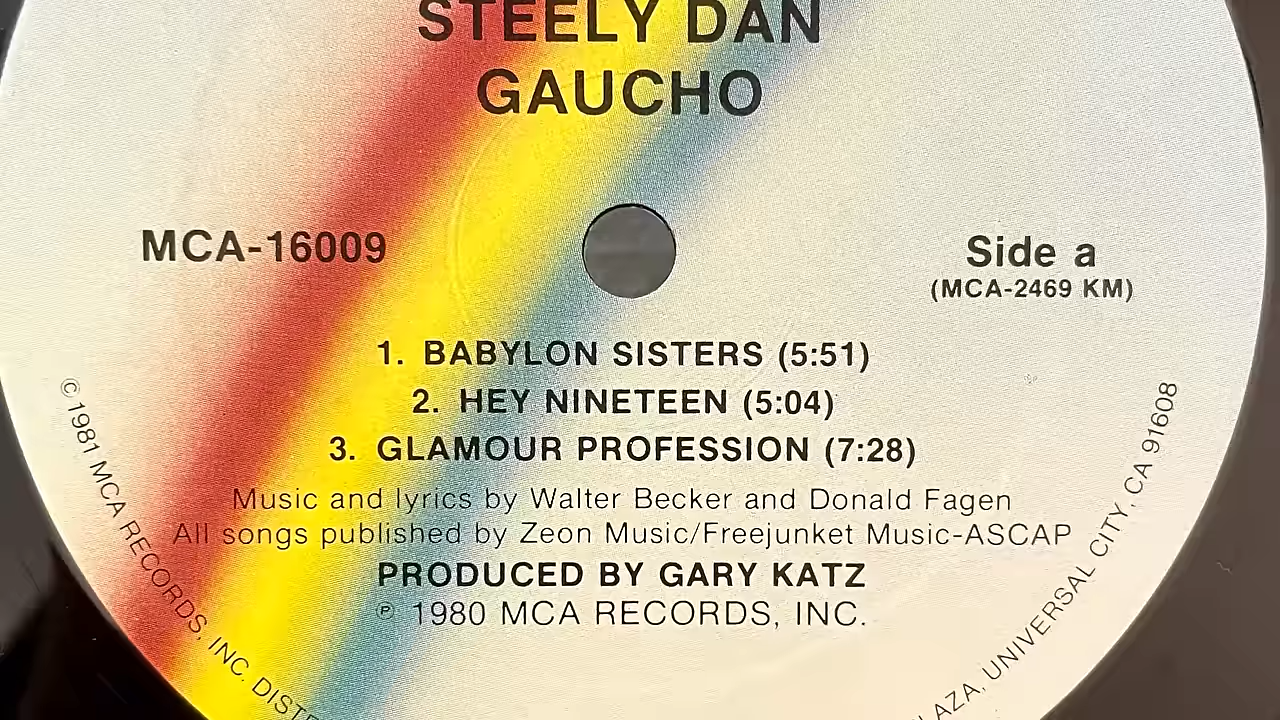 STEELY DAN
GAUCHO
MCA-16009
Side a
(MCA-2469 KM)
1. BABYLON SISTERS (5:51)
2. HEY NINETEEN (5:04)
3. GLAMOUR PROFESSION (7:28)
Music and lyrics by Walter Becker and Donald Fagen
All songs published by Zeon Music/Freejunket Music-ASCAP
PRODUCED BY GARY KATZ
℗ 1980 MCA RECORDS, INC.
© 1981 MCA RECORDS, INC. DISTR
LAZA, UNIVERSAL CITY, CA 91608